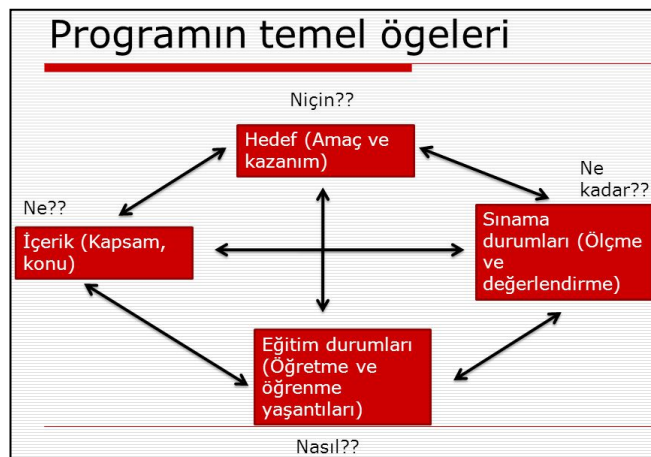 Programın temel ögeleri
Niçin??
Hedef (Amaç ve
kazanım)
Ne
kadar??
Ne??
İçerik (Kapsam,
konu)
Sınama
durumları (Ölçme
ve
değerlendirme)
Eğitim durumları
(Öğretme ve
öğrenme
yaşantıları)
Nasıl??